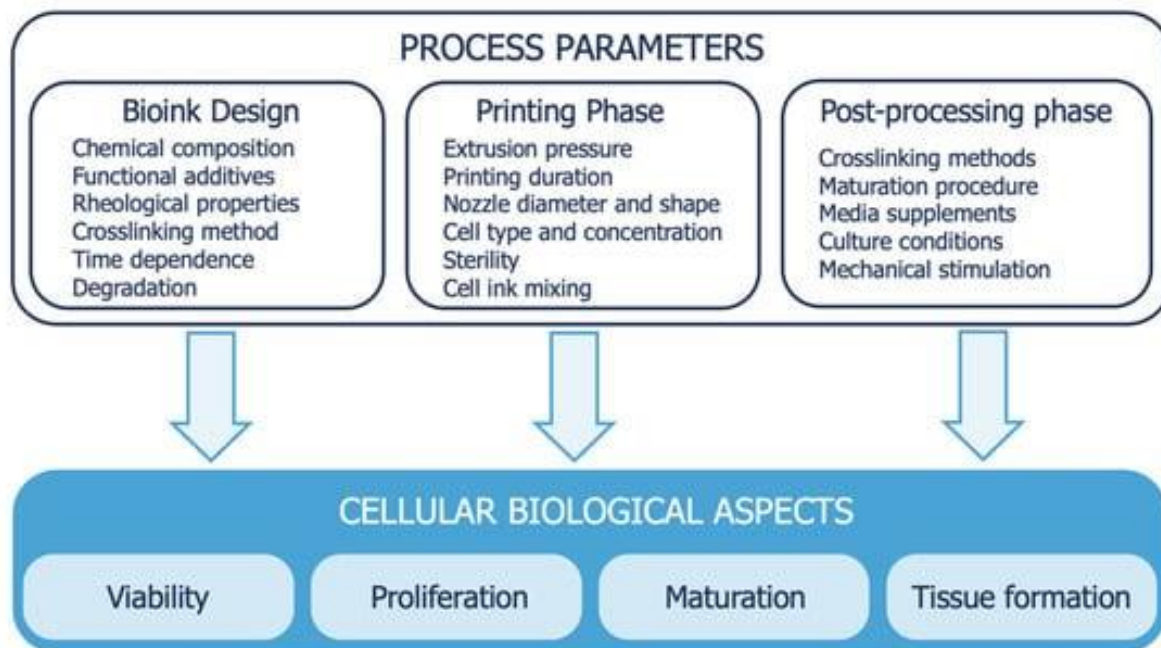 PROCESS PARAMETERS
Bioink Design
Chemical composition
Functional additives
Rheological properties
Crosslinking method
Time dependence
Degradation
Printing Phase
Extrusion pressure
Printing duration
Nozzle diameter and shape
Cell type and concentration
Sterility
Cell ink mixing
Post-processing phase
Crosslinking methods
Maturation procedure
Media supplements
Culture conditions
Mechanical stimulation
CELLULAR BIOLOGICAL ASPECTS
Viability
Proliferation
Maturation
Tissue formation